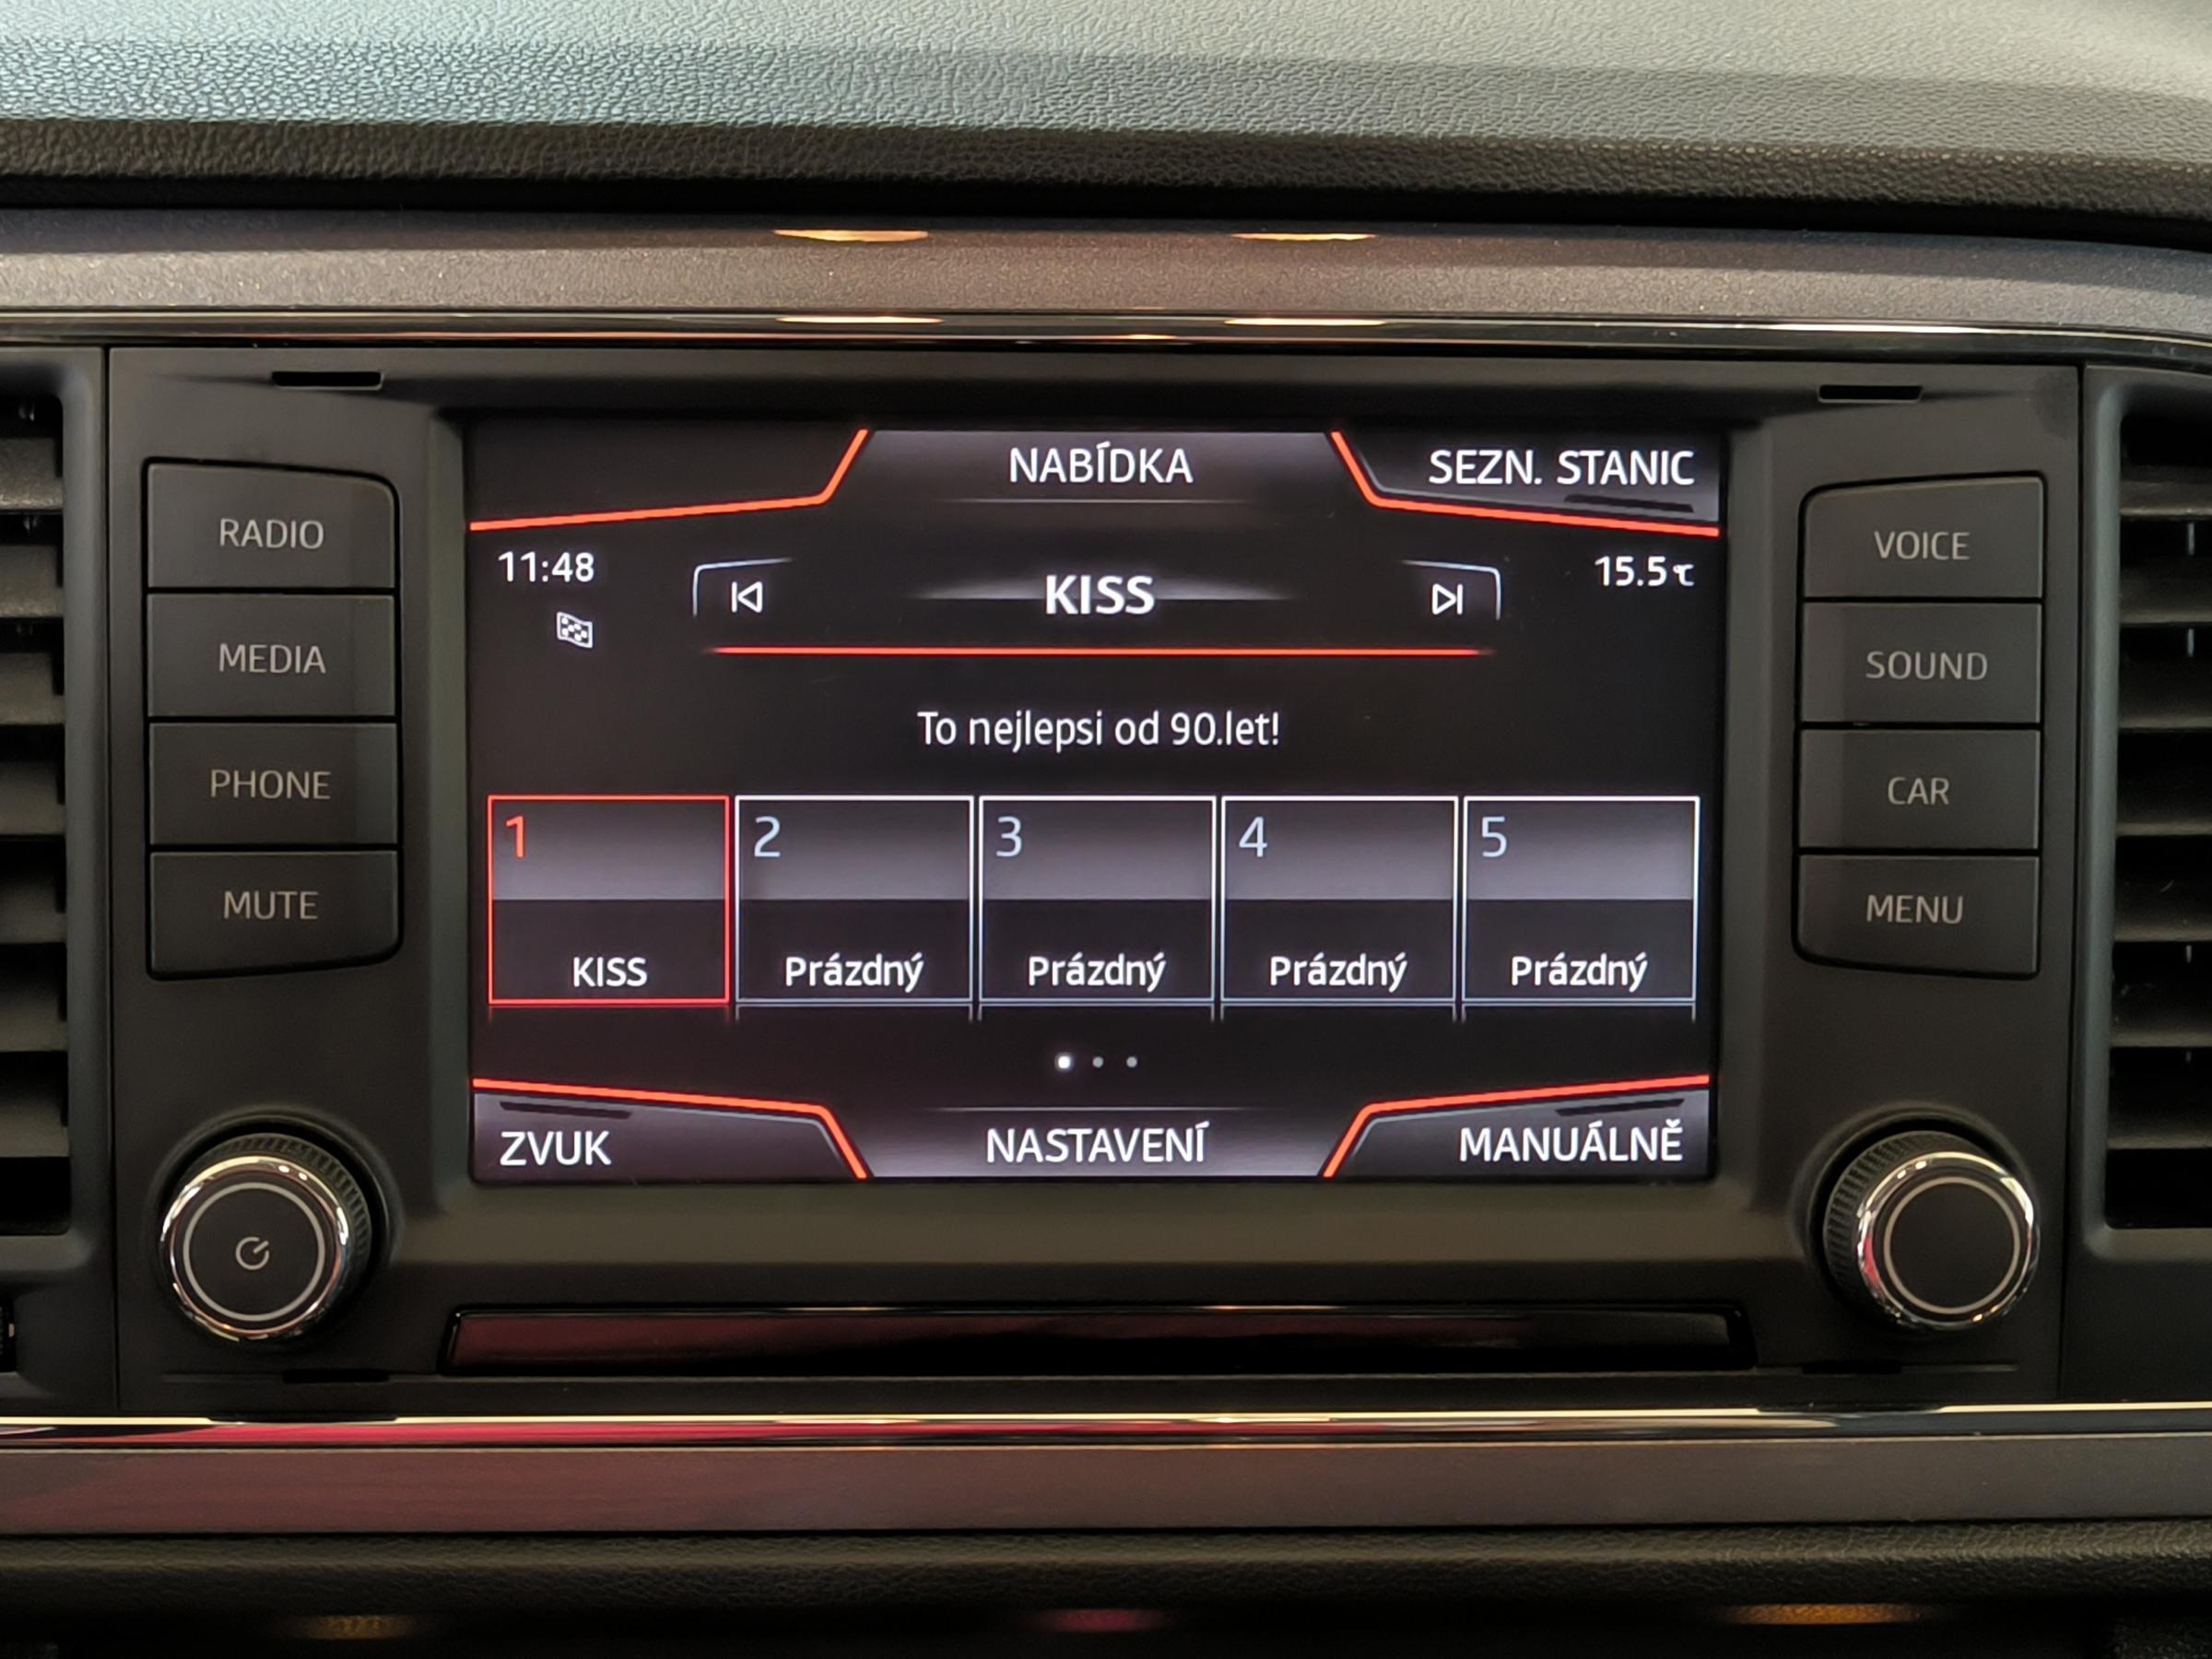 NABÍDKA
SEZN. STANIC
11:48
KISS
15.5℃
To nejlepsi od 90.let!
1
2
3
4
5
KISS
Prázdný
Prázdný
Prázdný
Prázdný
ZVUK
NASTAVENÍ
MANUÁLNĚ
RADIO
MEDIA
PHONE
MUTE
VOICE
SOUND
CAR
MENU